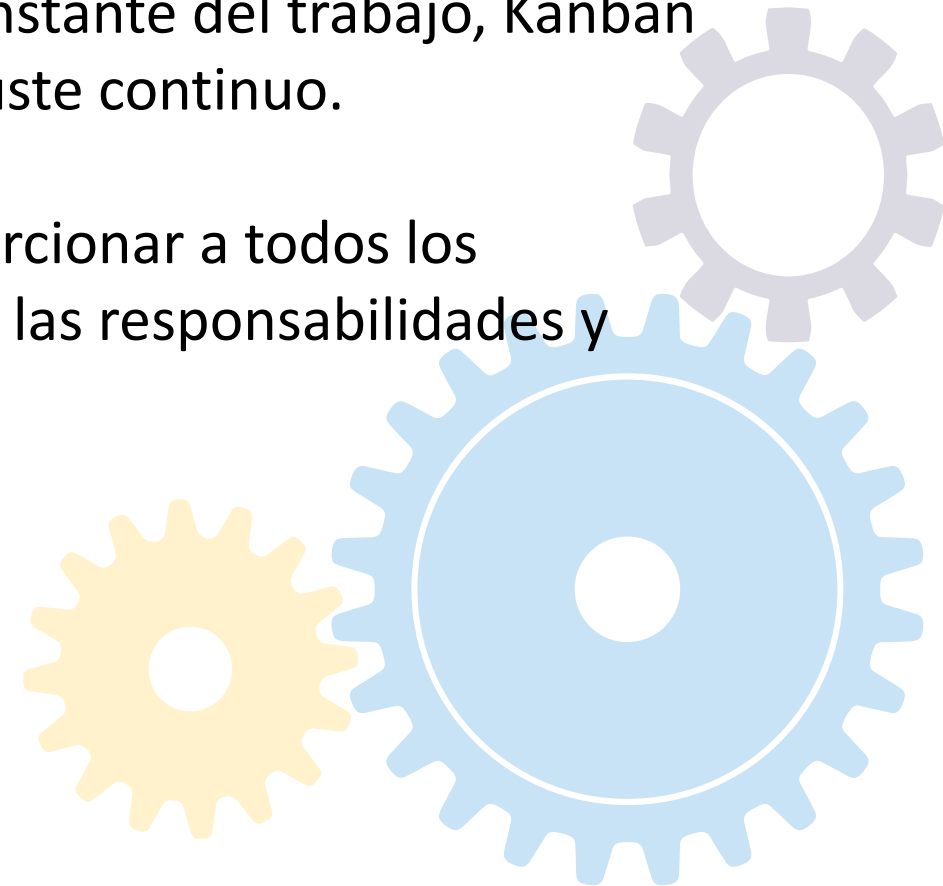 nstante del trabajo, Kanban
uste continuo.
rcionar a todos los
las responsabilidades y